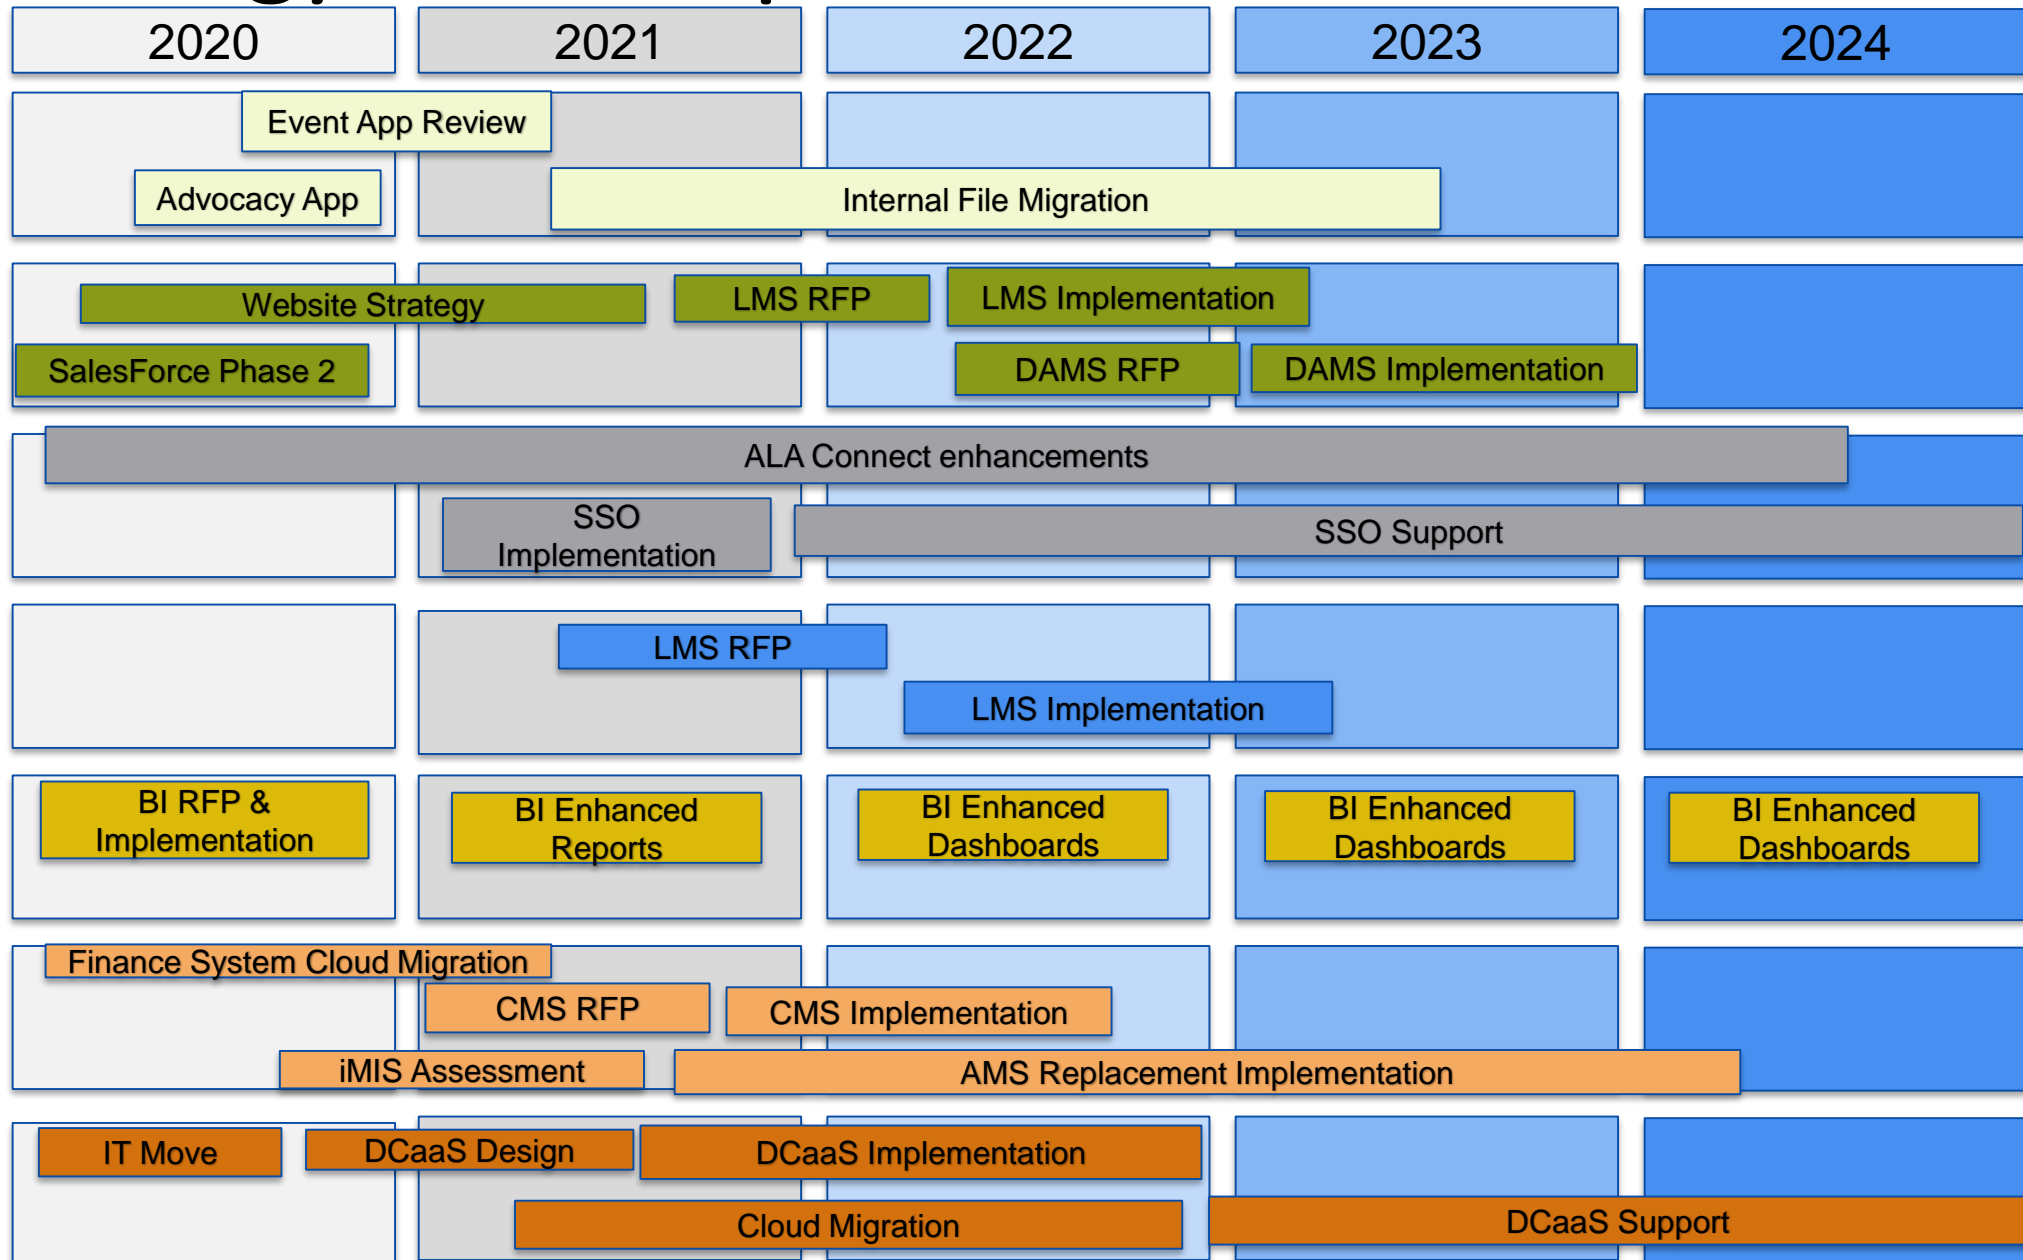 2020
2021
2022
2023
2024
Event App Review
Advocacy App
Internal File Migration
Website Strategy
LMS RFP
LMS Implementation
SalesForce Phase 2
DAMS RFP
DAMS Implementation
ALA Connect enhancements
SSO
Implementation
SSO Support
LMS RFP
LMS Implementation
BI RFP &
Implementation
BI Enhanced
Reports
BI Enhanced
Dashboards
BI Enhanced
Dashboards
BI Enhanced
Dashboards
Finance System Cloud Migration
CMS RFP
CMS Implementation
iMIS Assessment
AMS Replacement Implementation
IT Move
DCaaS Design
DCaaS Implementation
Cloud Migration
DCaaS Support